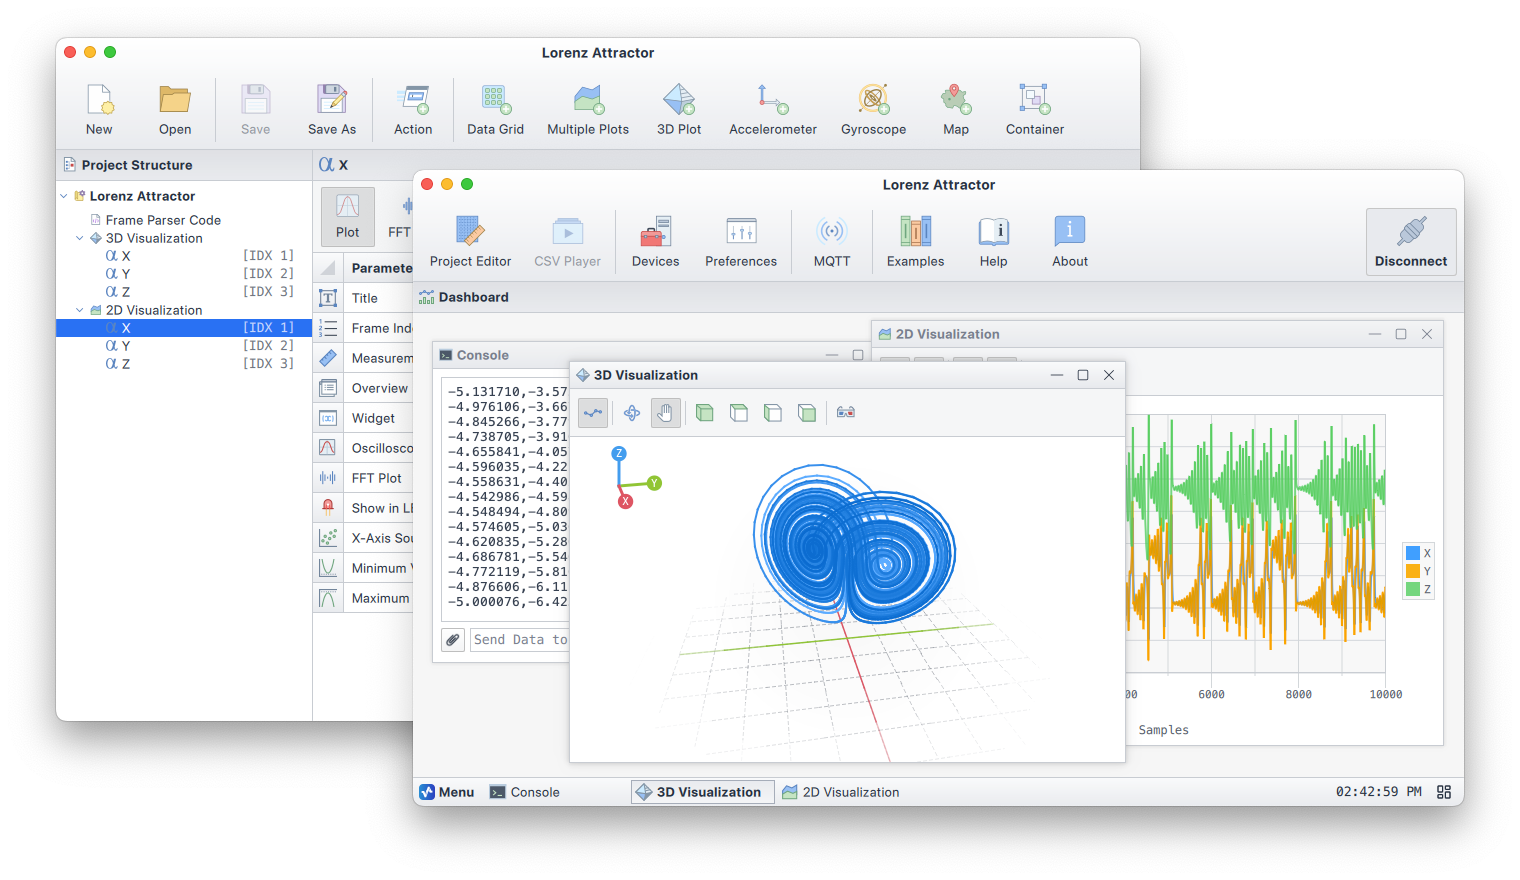 Lorenz Attractor
New
Open
Save
Save As
Action
Data Grid
Multiple Plots
3D Plot
Accelerometer
Gyroscope
Map
Container
Project Structure
Lorenz Attractor
Frame Parser Code
3D Visualization
α X [IDX 1]
α Y [IDX 2]
α Z [IDX 3]
2D Visualization
α X [IDX 1]
α Y [IDX 2]
α Z [IDX 3]
α X
Plot
FFT
Parame
Title
Frame Ind
Measurem
Overview
Widget
Oscillosco
FFT Plot
Show in LE
X-Axis Sou
Minimum
Maximum
Lorenz Attractor
Project Editor
CSV Player
Devices
Preferences
MQTT
Examples
Help
About
Disconnect
Dashboard
Console
-5.131710,-3.57
-4.976106,-3.66
-4.845266,-3.77
-4.738705,-3.91
-4.655841,-4.05
-4.596035,-4.22
-4.558631,-4.40
-4.542986,-4.59
-4.548494,-4.80
-4.574605,-5.03
-4.620835,-5.28
-4.686781,-5.54
-4.772119,-5.81
-4.876606,-6.11
-5.000076,-6.42
Send Data to
3D Visualization
Z
Y
X
2D Visualization
X
Y
Z
00
6000
8000
10000
Samples
Menu
Console
3D Visualization
2D Visualization
02:42:59 PM